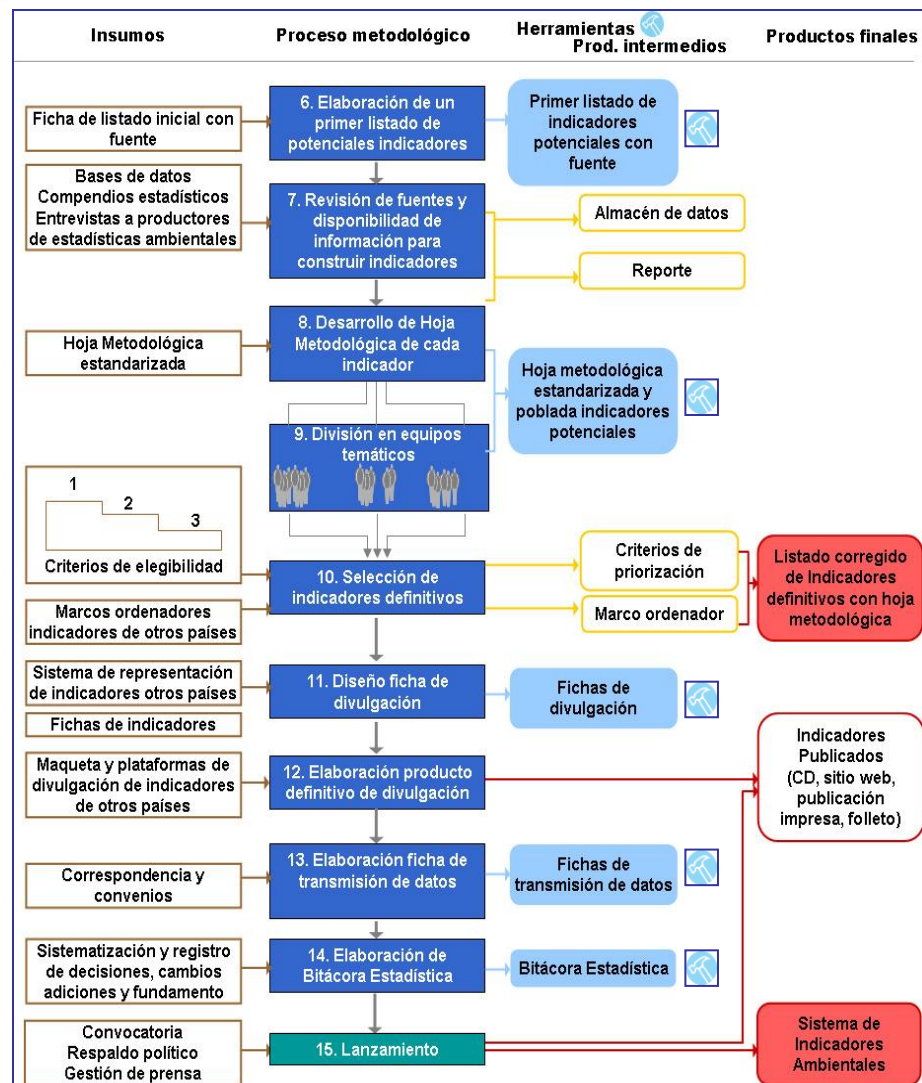 Insumos
Proceso metodológico
Herramientas
Prod. intermedios
Productos finales
Ficha de listado inicial con
fuente
6. Elaboración de un
primer listado de
potenciales indicadores
Primer listado de
indicadores
potenciales con
fuente
Bases de datos
Compendios estadísticos
Entrevistas a productores
de estadísticas ambientales
7. Revisión de fuentes y
disponibilidad de
información para
construir indicadores
Almacén de datos
Reporte
Hoja Metodológica
estandarizada
8. Desarrollo de Hoja
Metodológica de cada
indicador
Hoja metodológica
estandarizada y
poblada indicadores
potenciales
9. División en equipos
temáticos
1
2
3
Criterios de elegibilidad
Marcos ordenadores
indicadores de otros países
10. Selección de
indicadores definitivos
Criterios de
priorización
Marco ordenador
Listado corregido
de Indicadores
definitivos con hoja
metodológica
Sistema de representación
de indicadores otros países
Fichas de indicadores
11. Diseño ficha de
divulgación
Fichas de
divulgación
Maqueta y plataformas de
divulgación de indicadores
de otros países
12. Elaboración producto
definitivo de divulgación
Indicadores
Publicados
(CD, sitio web,
publicación
impresa, folleto)
Correspondencia y
convenios
13. Elaboración ficha de
transmisión de datos
Fichas de
transmisión de datos
Sistematización y registro
de decisiones, cambios
adiciones y fundamento
14. Elaboración de
Bitácora Estadística
Bitácora Estadística
Convocatoria
Respaldo político
Gestión de prensa
15. Lanzamiento
Sistema de
Indicadores
Ambientales